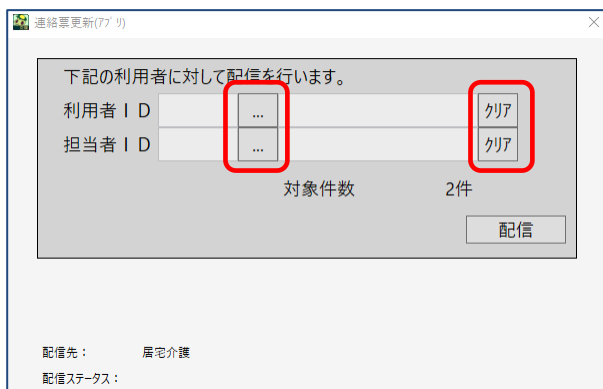 連絡票更新(ｱﾌﾟﾘ)
下記の利用者に対して配信を行います。
利用者ＩＤ ... ｸﾘｱ
担当者ＩＤ ... ｸﾘｱ
対象件数 2件
配信
配信先： 居宅介護
配信ｽﾃｰﾀｽ：